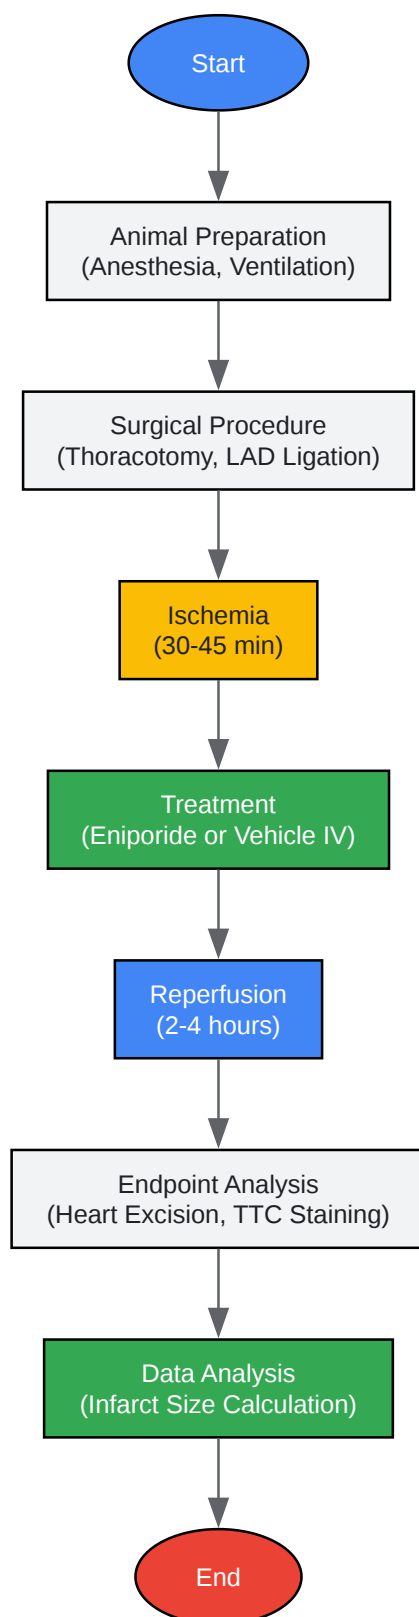 Start
Animal Preparation
(Anesthesia, Ventilation)
Surgical Procedure
(Thoracotomy, LAD Ligation)
Ischemia
(30-45 min)
Treatment
(Eniporide or Vehicle IV)
Reperfusion
(2-4 hours)
Endpoint Analysis
(Heart Excision, TTC Staining)
Data Analysis
(Infarct Size Calculation)
End